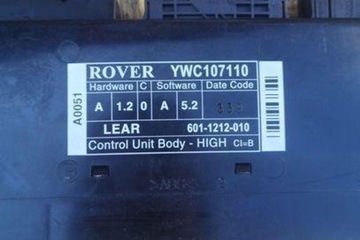 ROVER YWC107110
Hardware C Software Date Code
A 1.2 0 A 5.2
LEAR 601-1212-010
Control Unit Body - HIGH CI=B
A0051